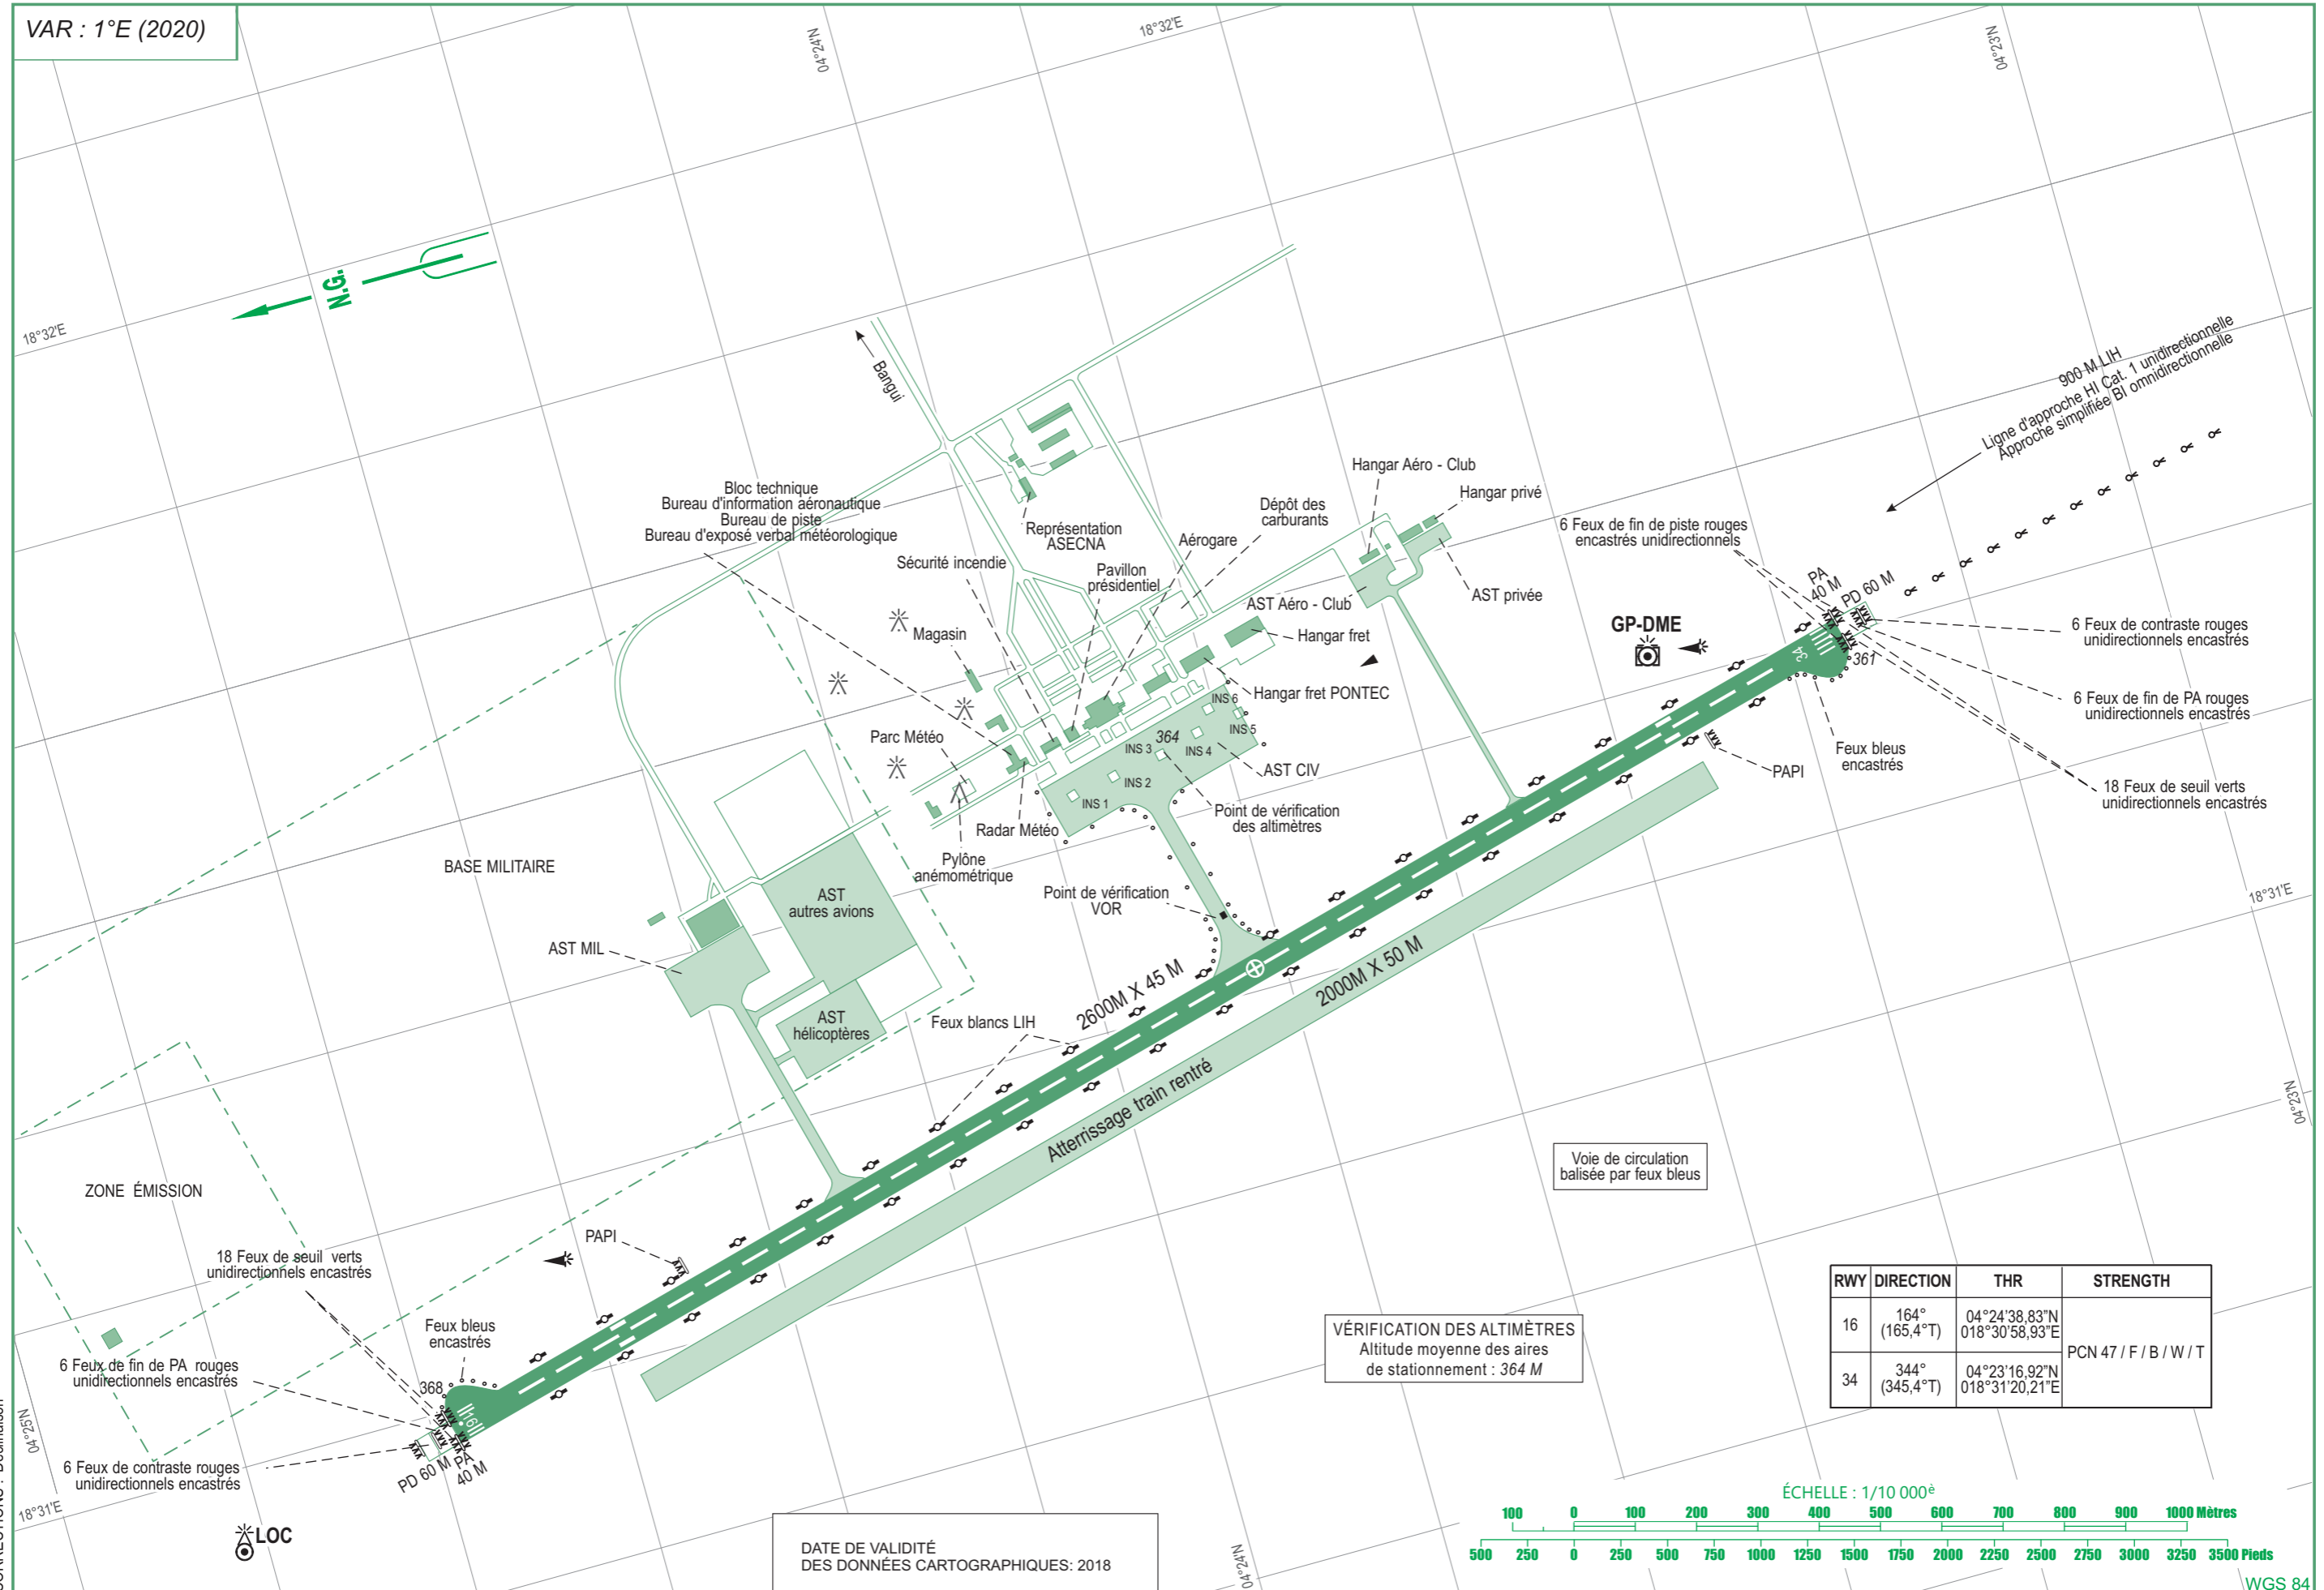 VAR : 1°E (2020)
04°24'N
18°32'E
04°23'N
N.G.
18°32'E
Bangui
900 M LIH
Ligne d'approche HI Cat. 1 unidirectionnelle
Approche simplifiée BI omnidirectionnelle
Bloc technique
Bureau d'information aéronautique
Bureau de piste
Bureau d'exposé verbal météorologique
Représentation
ASECNA
Hangar Aéro - Club
Hangar privé
Dépôt des
carburants
Aérogare
Sécurité incendie
Pavillon
présidentiel
AST Aéro - Club
AST privée
Magasin
Hangar fret
Hangar fret PONTEC
6 Feux de fin de piste rouges
encastrés unidirectionnels
PA
40 M
PD 60 M
GP-DME
34
361
6 Feux de contraste rouges
unidirectionnels encastrés
6 Feux de fin de PA rouges
unidirectionnels encastrés
18 Feux de seuil verts
unidirectionnels encastrés
Feux bleus
encastrés
PAPI
Parc Météo
Radar Météo
Pylône
anémométrique
INS 1
INS 2
INS 3
364
INS 4
INS 5
INS 6
AST CIV
Point de vérification
des altimètres
Point de vérification
VOR
BASE MILITAIRE
AST
autres avions
AST MIL
AST
hélicoptères
18°31'E
2600M X 45 M
2000M X 50 M
Feux blancs LIH
Atterrissage train rentré
04°23'N
Voie de circulation
balisée par feux bleus
ZONE ÉMISSION
PAPI
18 Feux de seuil verts
unidirectionnels encastrés
Feux bleus
encastrés
6 Feux de fin de PA rouges
unidirectionnels encastrés
368
16
6 Feux de contraste rouges
unidirectionnels encastrés
PD 60 M
PA
40 M
04°25'N
18°31'E
LOC
VÉRIFICATION DES ALTIMÈTRES
Altitude moyenne des aires
de stationnement : 364 M
RWY DIRECTION THR STRENGTH
16 164° (165,4°T) 04°24'38,83"N 018°30'58,93"E
34 344° (345,4°T) 04°23'16,92"N 018°31'20,21"E
PCN 47 / F / B / W / T
DATE DE VALIDITÉ
DES DONNÉES CARTOGRAPHIQUES: 2018
04°24'N
ÉCHELLE : 1/10 000è
100 0 100 200 300 400 500 600 700 800 900 1000 Mètres
500 250 0 250 500 750 1000 1250 1500 1750 2000 2250 2500 2750 3000 3250 3500 Pieds
WGS 84